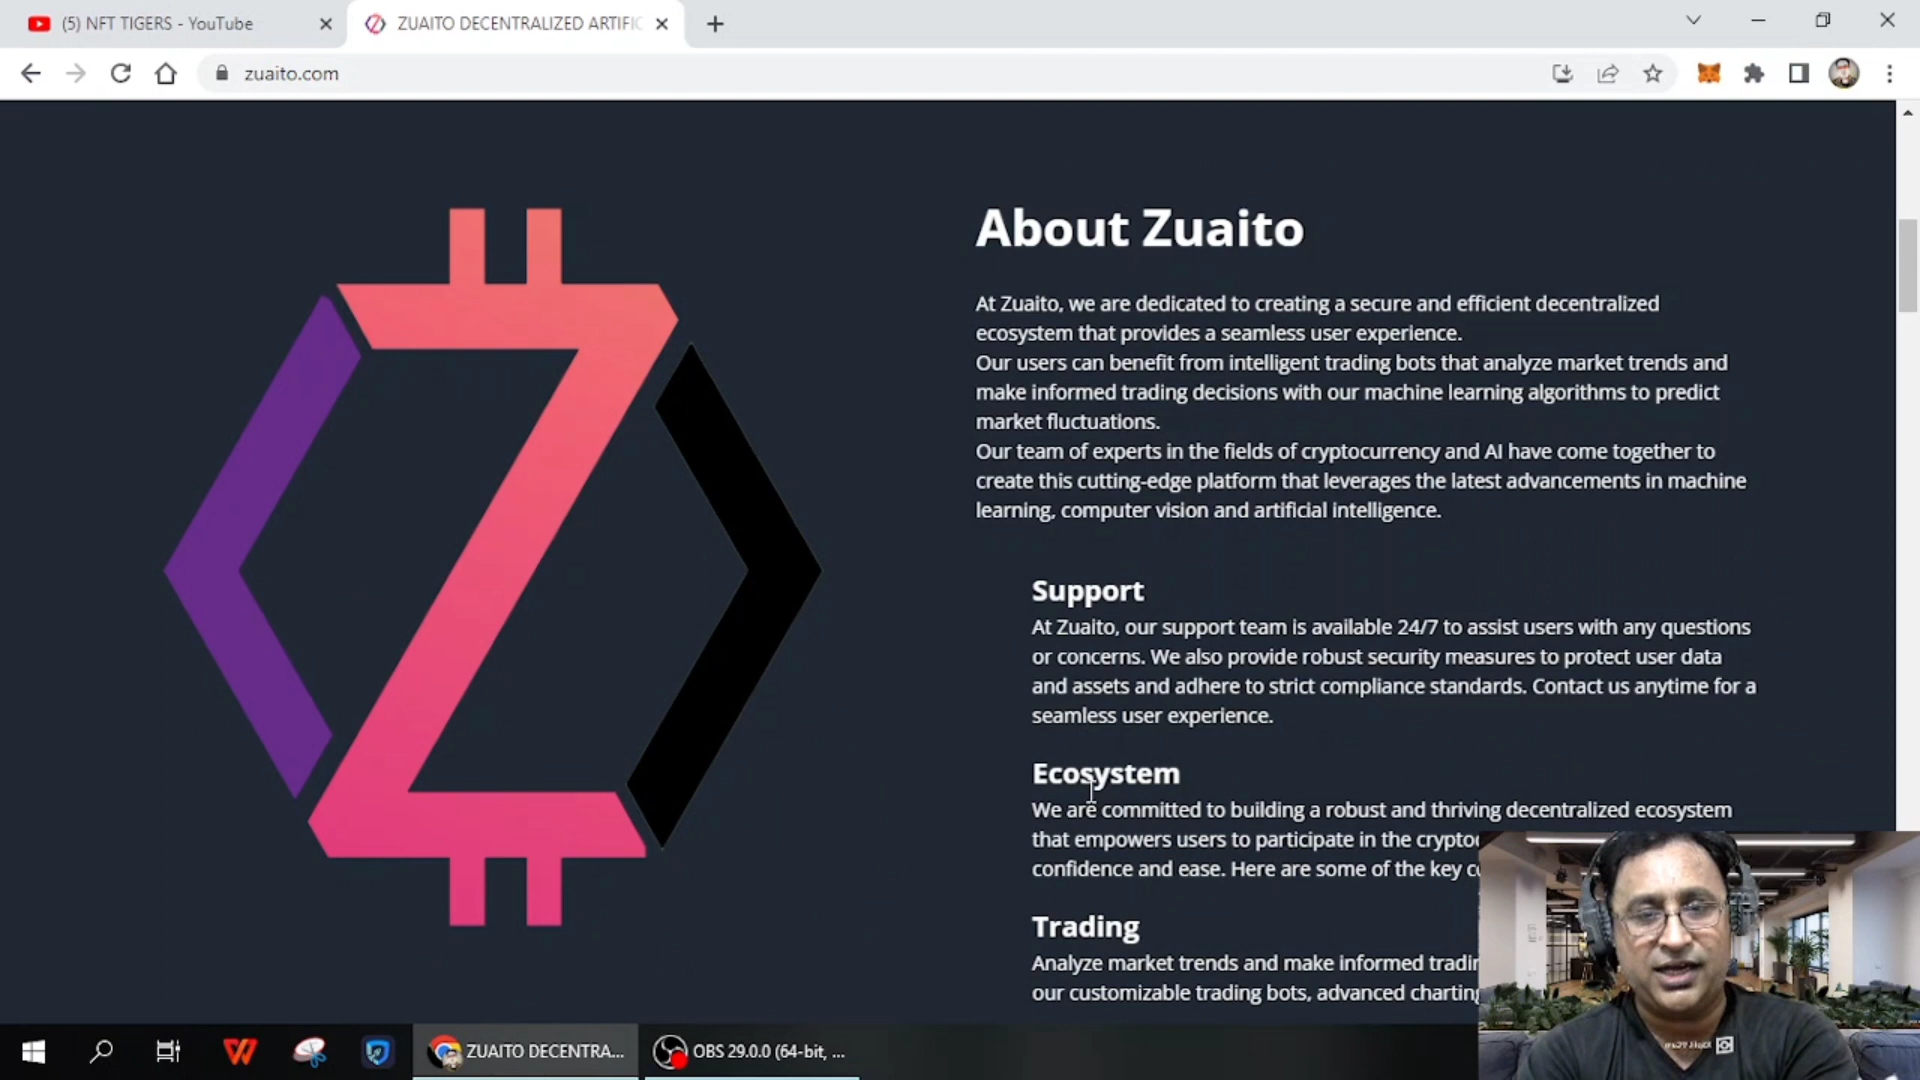 (5) NFT TIGERS - YouTube
ZUAITO DECENTRALIZED ARTIFIC
zuaito.com
About Zuaito
At Zuaito, we are dedicated to creating a secure and efficient decentralized
ecosystem that provides a seamless user experience.
Our users can benefit from intelligent trading bots that analyze market trends and
make informed trading decisions with our machine learning algorithms to predict
market fluctuations.
Our team of experts in the fields of cryptocurrency and AI have come together to
create this cutting-edge platform that leverages the latest advancements in machine
learning, computer vision and artificial intelligence.
Support
At Zuaito, our support team is available 24/7 to assist users with any questions
or concerns. We also provide robust security measures to protect user data
and assets and adhere to strict compliance standards. Contact us anytime for a
seamless user experience.
Ecosystem
We are committed to building a robust and thriving decentralized ecosystem
that empowers users to participate in the crypto
confidence and ease. Here are some of the key
Trading
Analyze market trends and make informed tradin
our customizable trading bots, advanced charting
ZUAITO DECENTRA...
OBS 29.0.0 (64-bit, ...